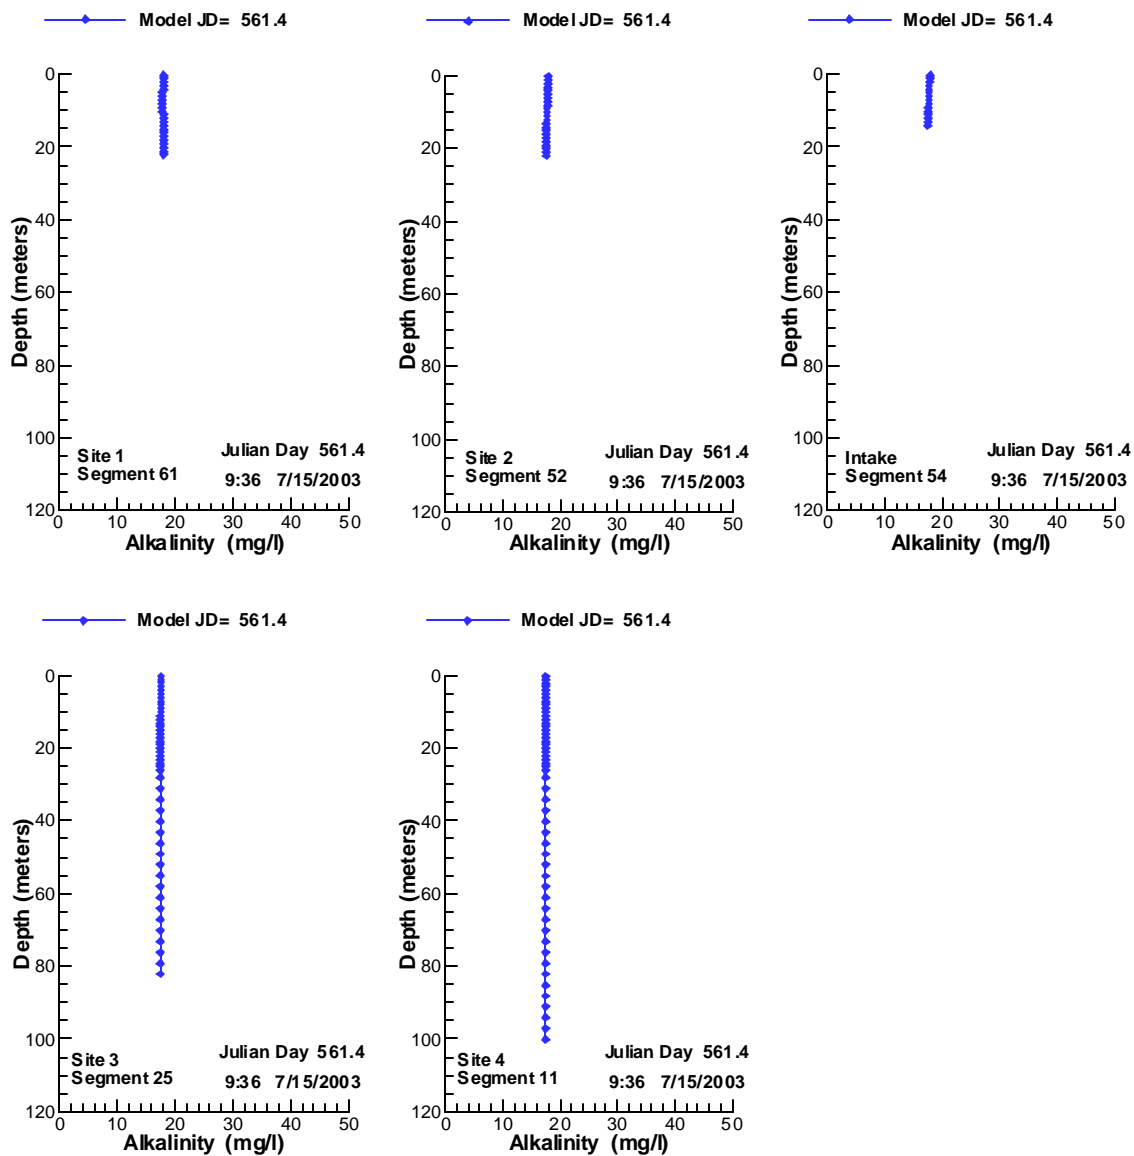 Model JD= 561.4
0
20
40
60
80
100
120
Depth (meters)
Site 1
Segment 61
Julian Day 561.4
9:36 7/15/2003
0 10 20 30 40 50
Alkalinity (mg/l)
Model JD= 561.4
0
20
40
60
80
100
120
Depth (meters)
Site 2
Segment 52
Julian Day 561.4
9:36 7/15/2003
0 10 20 30 40 50
Alkalinity (mg/l)
Model JD= 561.4
0
20
40
60
80
100
120
Depth (meters)
Intake
Segment 54
Julian Day 561.4
9:36 7/15/2003
0 10 20 30 40 50
Alkalinity (mg/l)
Model JD= 561.4
0
20
40
60
80
100
120
Depth (meters)
Site 3
Segment 25
Julian Day 561.4
9:36 7/15/2003
0 10 20 30 40 50
Alkalinity (mg/l)
Model JD= 561.4
0
20
40
60
80
100
120
Depth (meters)
Site 4
Segment 11
Julian Day 561.4
9:36 7/15/2003
0 10 20 30 40 50
Alkalinity (mg/l)